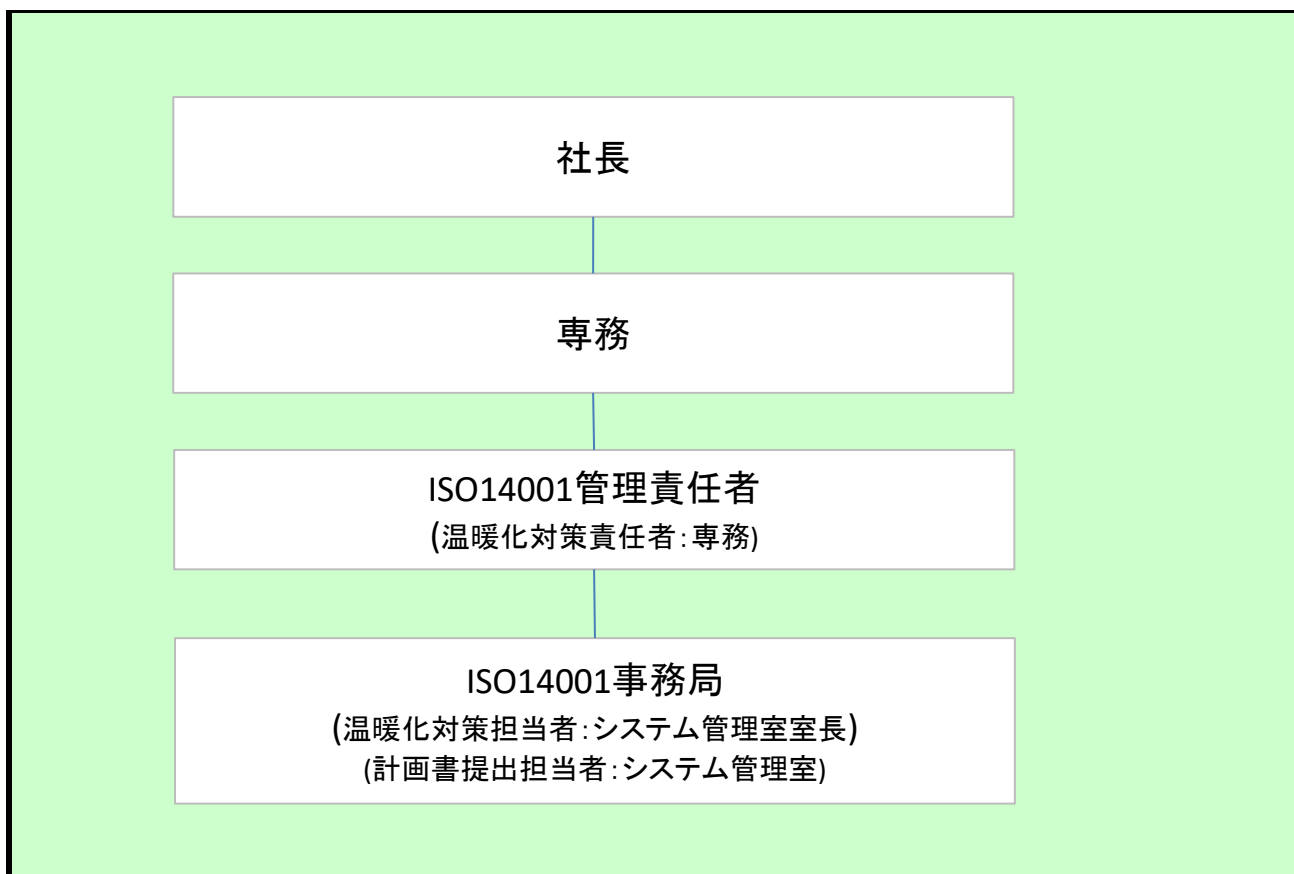 社長
専務
ISO14001管理責任者
(温暖化対策責任者:専務)
ISO14001事務局
(温暖化対策担当者:システム管理室室長)
(計画書提出担当者:システム管理室)